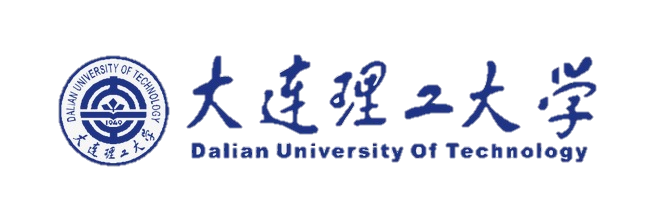 DALIAN UNIVERSITY OF TECHNOLOGY
1949
大连理工大学
大连理工大学
Dalian University Of Technology